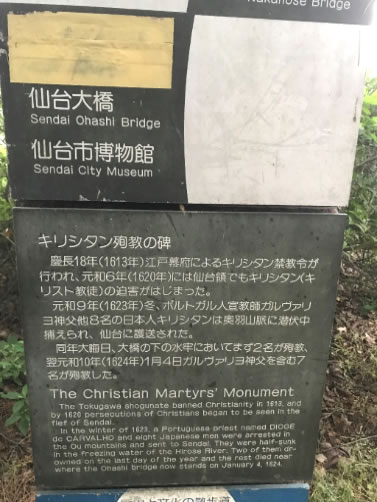 Nakanose Bridge
仙台大橋
Sendai Ohashi Bridge
仙台市博物館
Sendai City Museum
キリシタン殉教の碑
慶長18年(1613年)江戸幕府によるキリシタン禁教令が
行われ、元和6年(1620年)には仙台領でもキリシタン(キ
リスト教徒)の迫害がはじまった。
元和9年(1623年)冬、ポルトガル人宣教師ガルヴァリ
ヨ神父他8名の日本人キリシタンは奥羽山脈に潜伏中
捕えられ、仙台に護送された。
同年大晦日、大橋の下の水牢においてまず2名が殉教、
翌元和10年(1624年)1月4日ガルヴァリヨ神父を含む7
名が殉教した。
The Christian Martyrs' Monument
The Tokugawa shogunate banned Christianity in 1613, and
by 1620 persecutions of Christians began to be seen in the
fief of Sendai.
In the winter of 1623, a Portuguese priest named DIOGE
de CARVALHO and eight Japanese men were arrested in
the Ou mountains and sent to Sendai. They were half-sunk
in the freezing water of the Hirose River. Two of them dr-
owned on the last day of the year and the rest died near
where the Ohashi bridge now stands on January 4, 1624.
と文化の散歩道